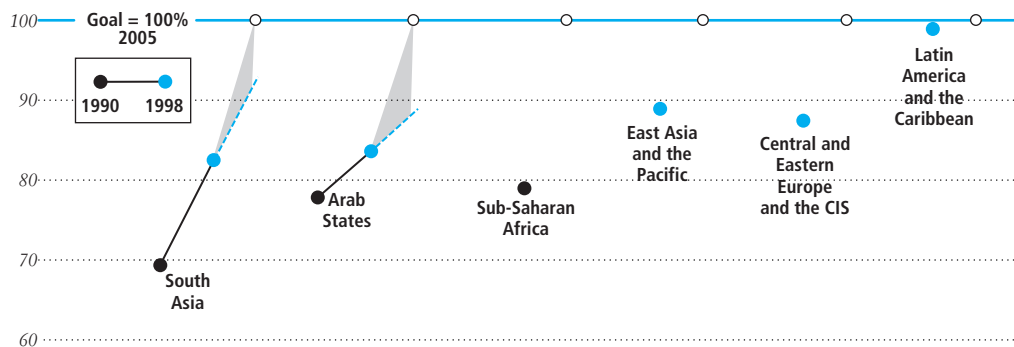 100
Goal = 100%
2005
1990 1998
90
80
70
60
South
Asia
Arab
States
Sub-Saharan
Africa
East Asia
and the
Pacific
Central and
Eastern
Europe
and the CIS
Latin
America
and the
Caribbean